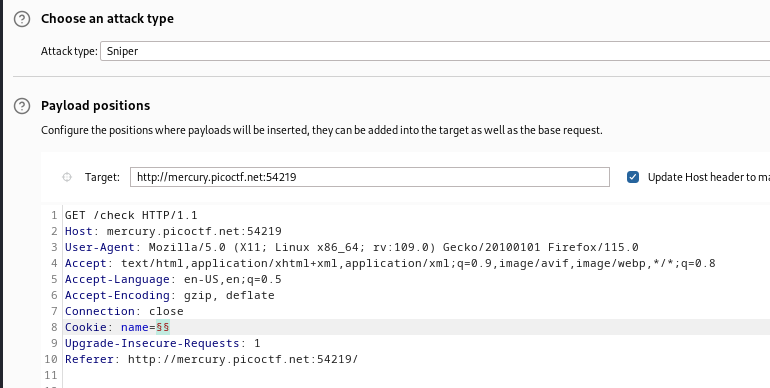 ? Choose an attack type
Attack type: Sniper
? Payload positions
Configure the positions where payloads will be inserted, they can be added into the target as well as the base request.
Target: http://mercury.picoctf.net:54219 Update Host header to
1 GET /check HTTP/1.1
2 Host: mercury.picoctf.net:54219
3 User-Agent: Mozilla/5.0 (X11; Linux x86_64; rv:109.0) Gecko/20100101 Firefox/115.0
4 Accept: text/html,application/xhtml+xml,application/xml;q=0.9,image/avif,image/webp,*/*;q=0.8
5 Accept-Language: en-US,en;q=0.5
6 Accept-Encoding: gzip, deflate
7 Connection: close
8 Cookie: name=§§
9 Upgrade-Insecure-Requests: 1
10 Referer: http://mercury.picoctf.net:54219/
11